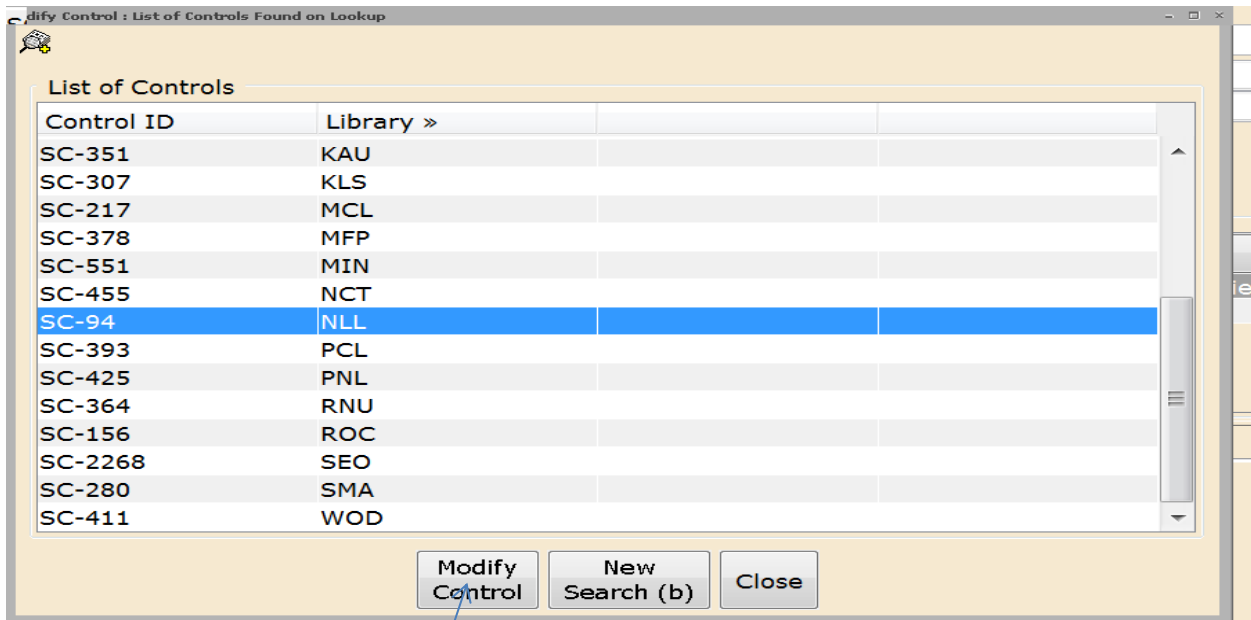 dify Control : List of Controls Found on Lookup
List of Controls
Control ID Library »
SC-351 KAU
SC-307 KLS
SC-217 MCL
SC-378 MFP
SC-551 MIN
SC-455 NCT
SC-94 NLL
SC-393 PCL
SC-425 PNL
SC-364 RNU
SC-156 ROC
SC-2268 SEO
SC-280 SMA
SC-411 WOD
Modify Control
New Search (b)
Close
ie